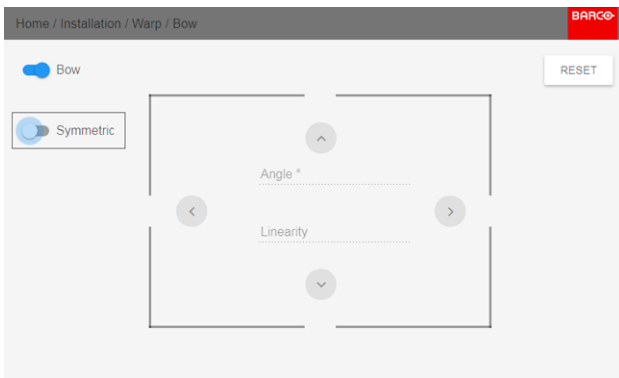 Home / Installation / Warp / Bow
BARCO
Bow
RESET
Symmetric
Angle *
Linearity